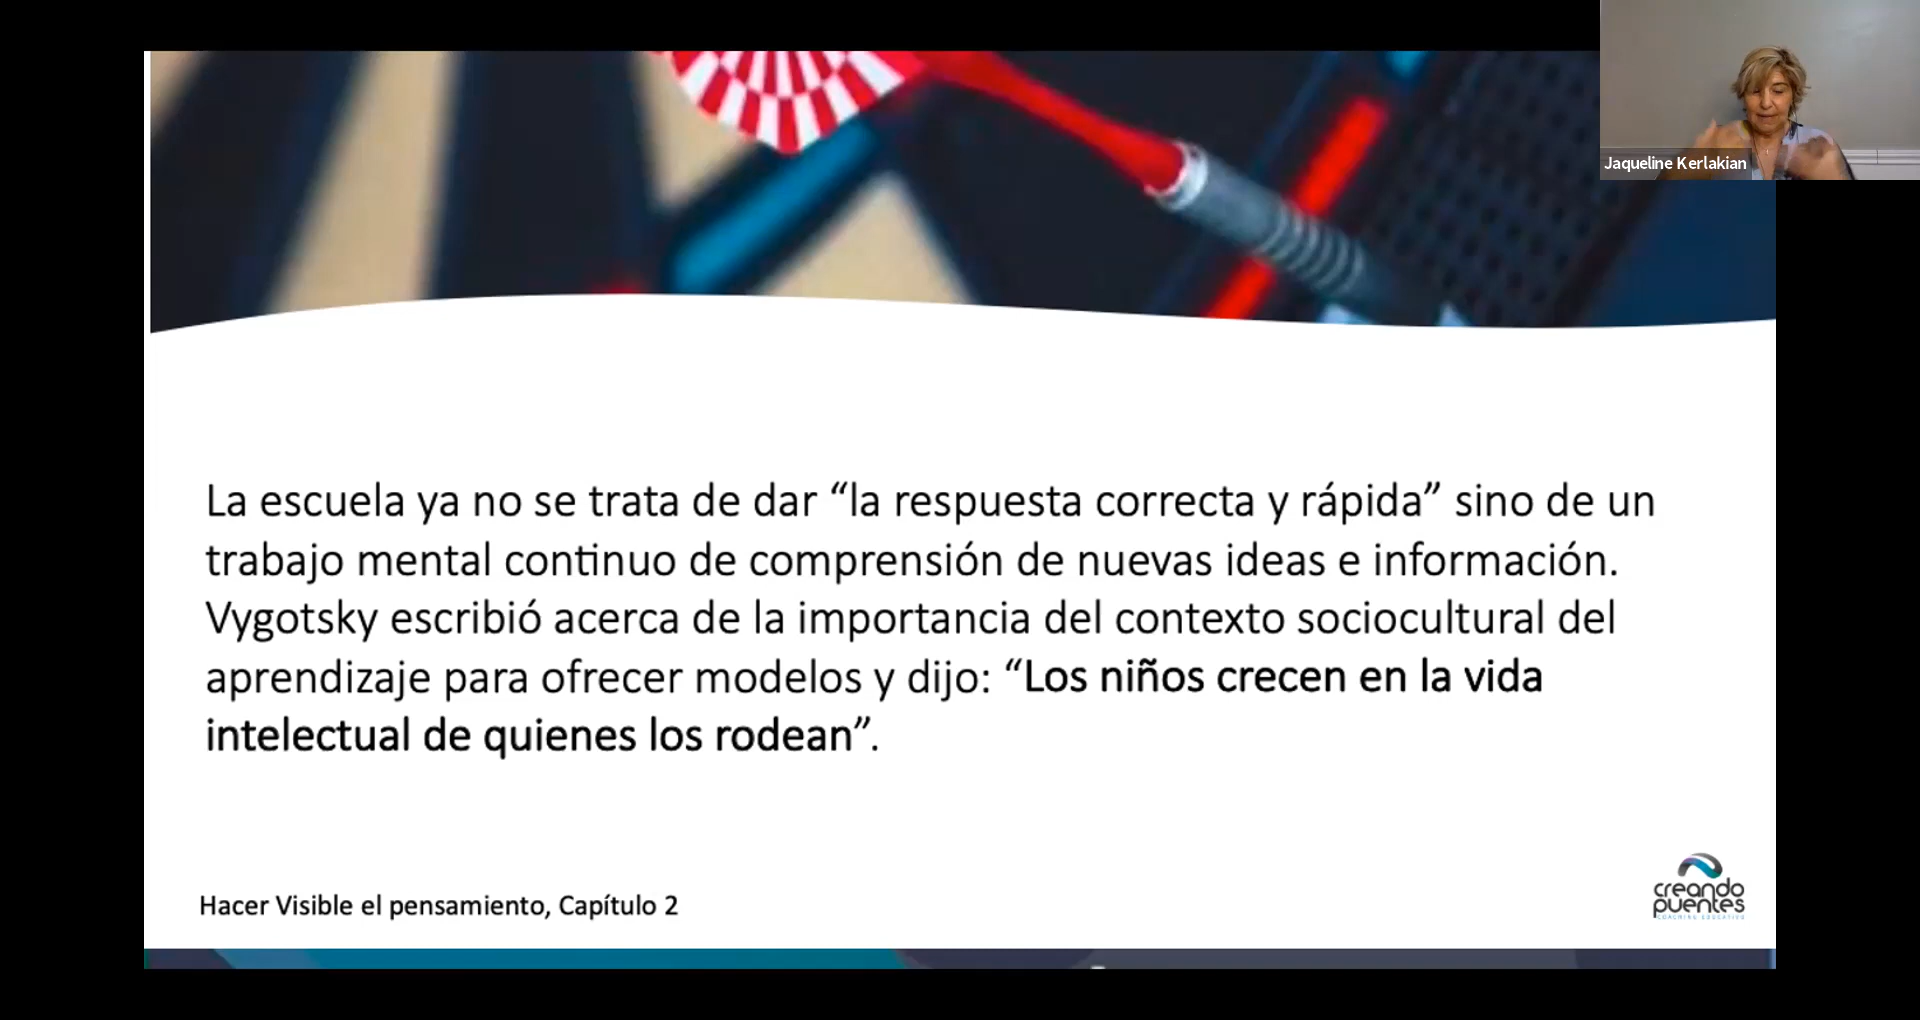 Jaqueline Kerlakian
La escuela ya no se trata de dar “la respuesta correcta y rápida” sino de un
trabajo mental continuo de comprensión de nuevas ideas e información.
Vygotsky escribió acerca de la importancia del contexto sociocultural del
aprendizaje para ofrecer modelos y dijo: “Los niños crecen en la vida
intelectual de quienes los rodean”.
Hacer Visible el pensamiento, Capítulo 2
creando
puentes
COACHING EDUCATIVO